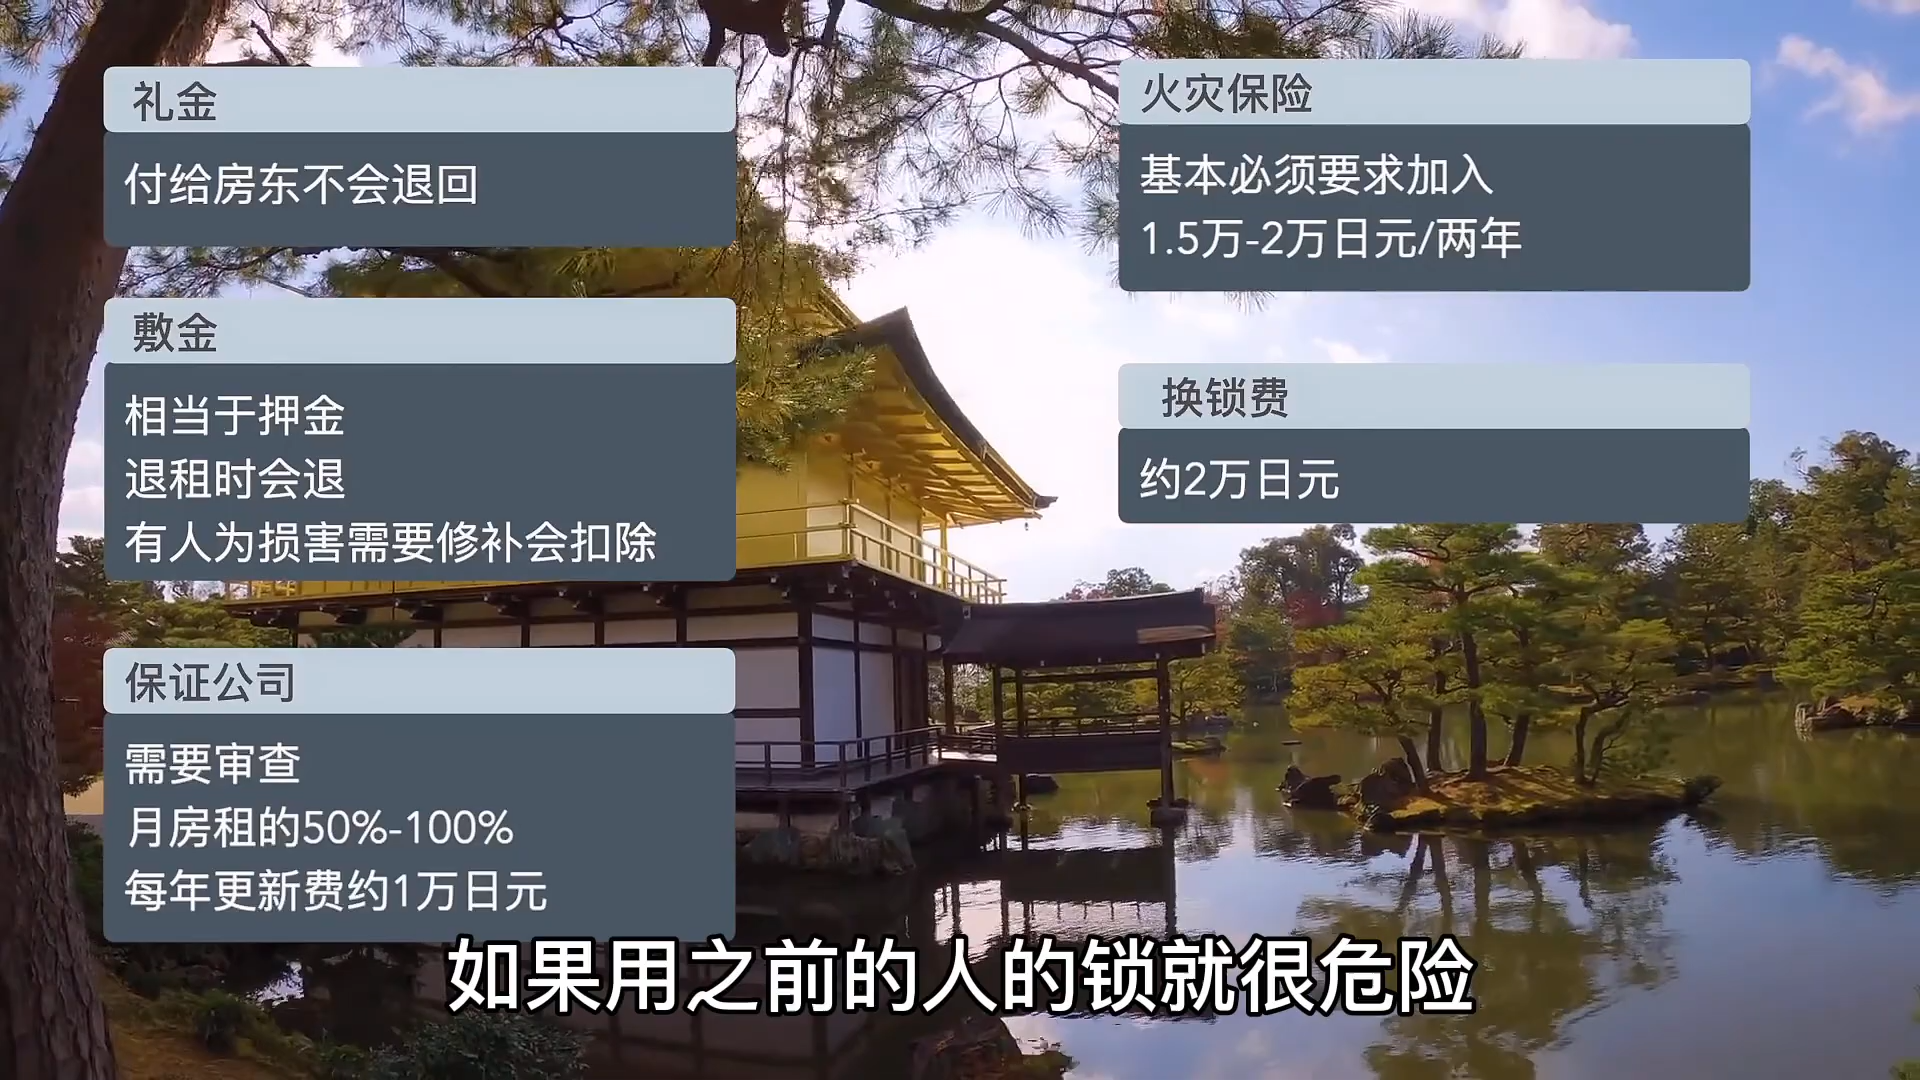 礼金
付给房东不会退回
敷金
相当于押金
退租时会退
有人为损害需要修补会扣除
保证公司
需要审查
月房租的50%-100%
每年更新费约1万日元
火灾保险
基本必须要求加入
1.5万-2万日元/两年
换锁费
约2万日元
如果用之前的人的锁就很危险